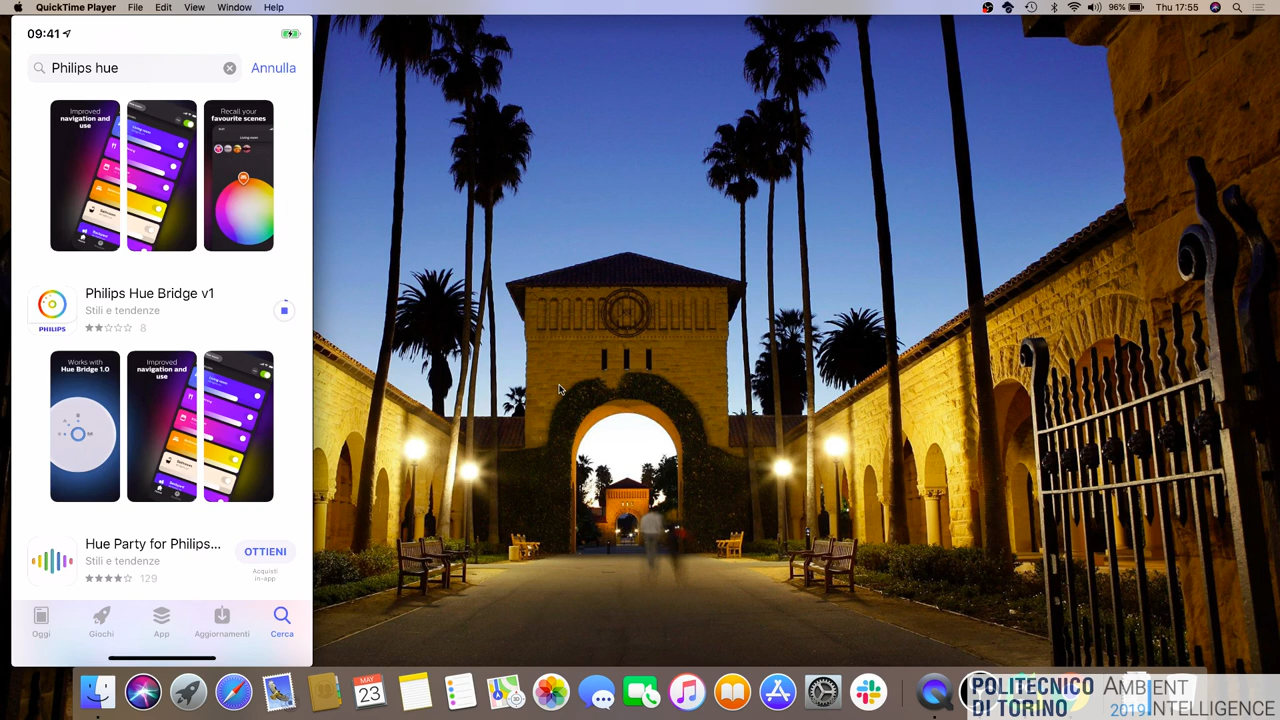 QuickTime Player File Edit View Window Help
96% Thu 17:55
09:41
Philips hue
Annulla
Improved
navigation and
use
Recall your
favourite scenes
Philips Hue Bridge v1
Stili e tendenze
8
PHILIPS
Works with
Hue Bridge 1.0
Improved
navigation and
use
Hue Party for Philips...
Stili e tendenze
129
OTTIENI
Acquisti
in-app
Oggi
Giochi
App
Aggiornamenti
Cerca
MAY
23
POLITECNICO
DI TORINO
AMBIENT
2019 INTELLIGENCE